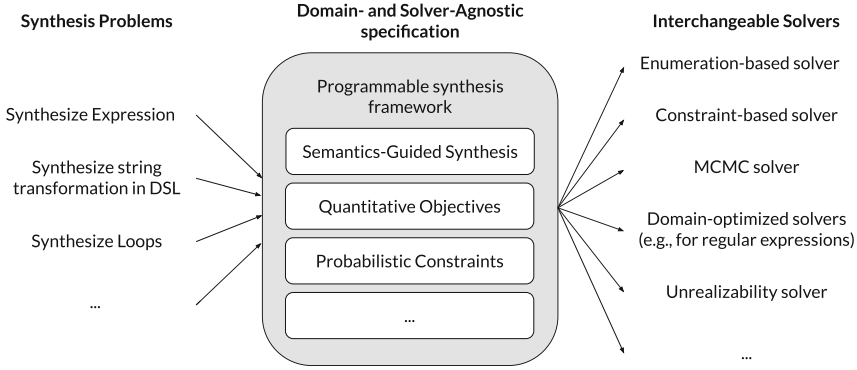 Synthesis Problems
Synthesize Expression
Synthesize string
transformation in DSL
Synthesize Loops
...
Domain- and Solver-Agnostic
specification
Programmable synthesis
framework
Semantics-Guided Synthesis
Quantitative Objectives
Probabilistic Constraints
...
Interchangeable Solvers
Enumeration-based solver
Constraint-based solver
MCMC solver
Domain-optimized solvers
(e.g., for regular expressions)
Unrealizability solver
...